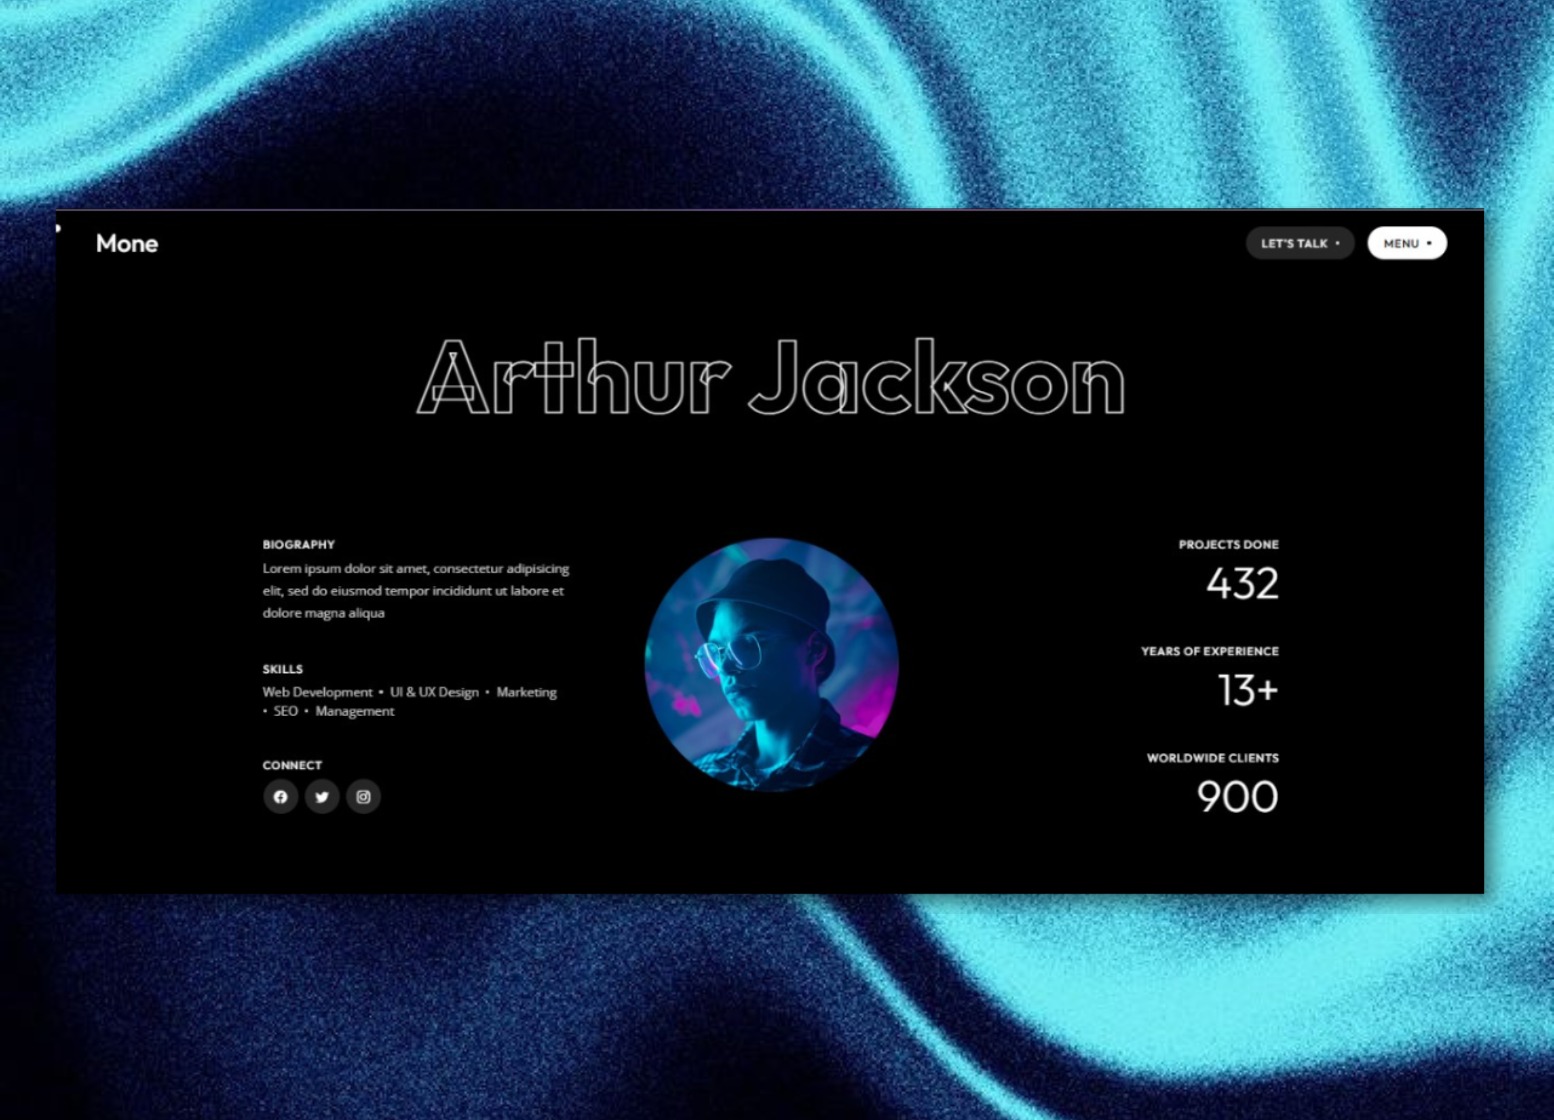 Mone
LET'S TALK •
MENU •
Arthur Jackson
BIOGRAPHY
Lorem ipsum dolor sit amet, consectetur adipisicing
elit, sed do eiusmod tempor incididunt ut labore et
dolore magna aliqua
SKILLS
Web Development • UI & UX Design • Marketing
• SEO • Management
CONNECT
PROJECTS DONE
432
YEARS OF EXPERIENCE
13+
WORLDWIDE CLIENTS
900